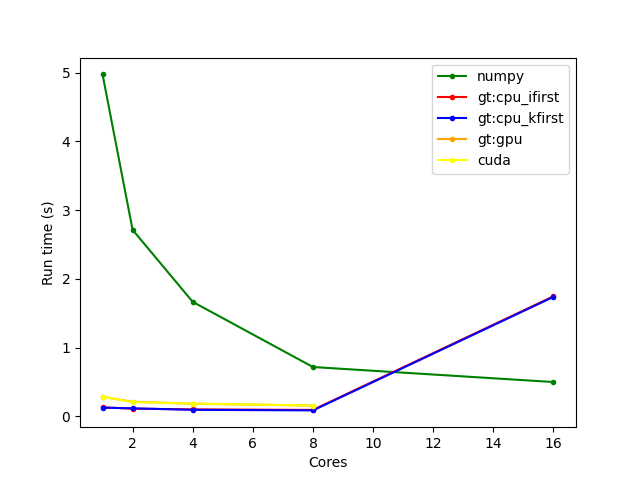 numpy
gt:cpu_ifirst
gt:cpu_kfirst
gt:gpu
cuda
5
4
3
2
1
0
Run time (s)
2 4 6 8 10 12 14 16
Cores